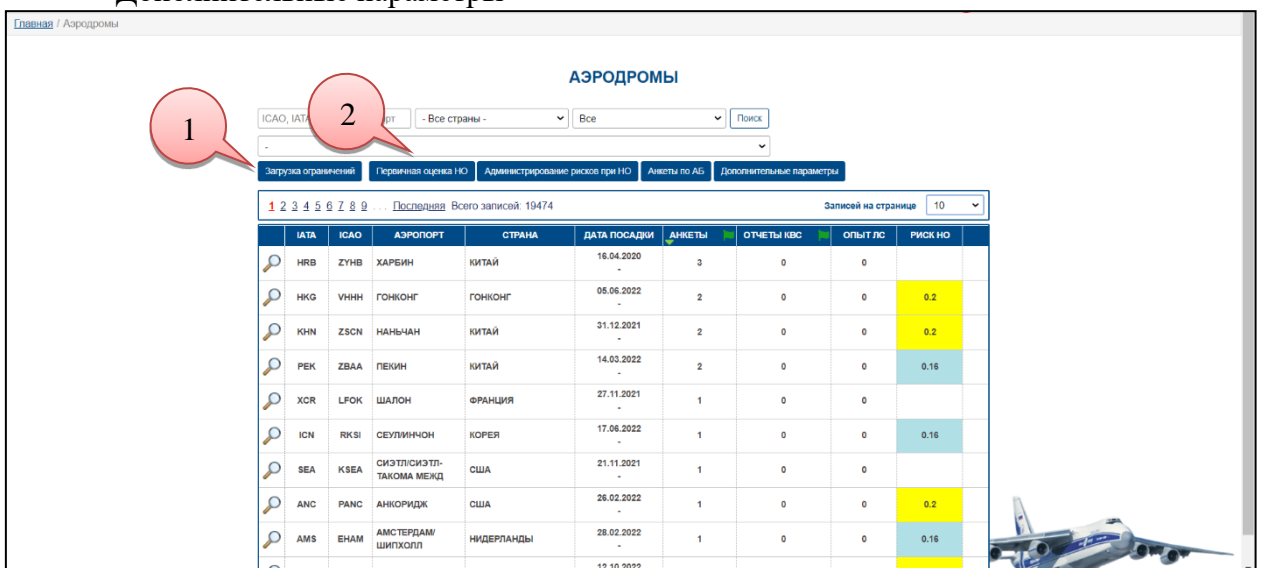 Дополнительные параметры
Главная / Аэродромы
АЭРОДРОМЫ
1
2
ICAO, IATA - Все страны - Все Поиск
-
Загрузка ограничений Первичная оценка НО Администрирование рисков при НО Анкеты по АБ Дополнительные параметры
1 2 3 4 5 6 7 8 9 . . . Последняя Всего записей: 19474 Записей на странице 10
IATA ICAO АЭРОПОРТ СТРАНА ДАТА ПОСАДКИ АНКЕТЫ ОТЧЕТЫ КВС ОПЫТ ЛС РИСК НО
HRB ZYHB ХАРБИН КИТАЙ 16.04.2020 3 0 0
-
HKG VHHH ГОНКОНГ ГОНКОНГ 05.06.2022 2 0 0 0.2
-
KHN ZSCN НАНЬЧАН КИТАЙ 31.12.2021 2 0 0 0.2
-
PEK ZBAA ПЕКИН КИТАЙ 14.03.2022 2 0 0 0.16
-
XCR LFOK ШАЛОН ФРАНЦИЯ 27.11.2021 1 0 0
-
ICN RKSI СЕУЛ/ИНЧОН КОРЕЯ 17.06.2022 1 0 0 0.16
-
SEA KSEA СИЭТЛ/СИЭТЛ- США 21.11.2021 1 0 0
ТАКОМА МЕЖД -
ANC PANC АНКОРИДЖ США 26.02.2022 1 0 0 0.2
-
AMS EHAM АМСТЕРДАМ/ НИДЕРЛАНДЫ 28.02.2022 1 0 0 0.16
ШИПХОЛЛ -
12.10.2022